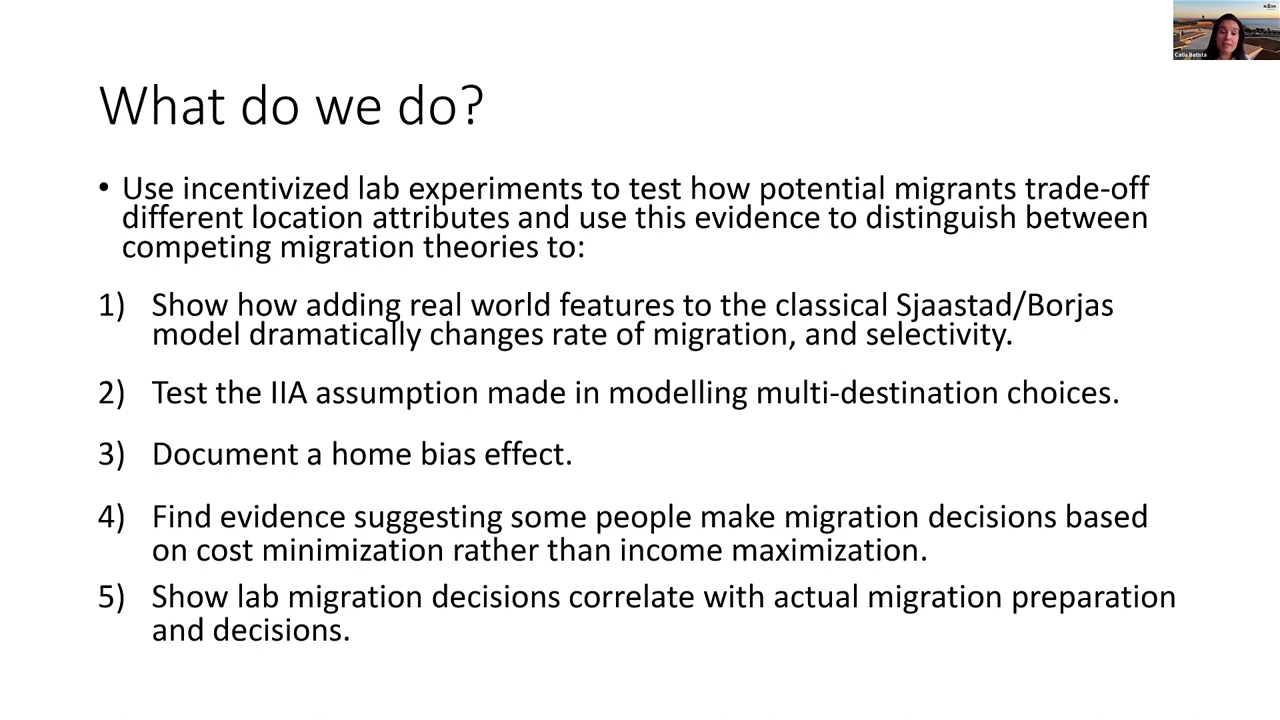 What do we do?
• Use incentivized lab experiments to test how potential migrants trade-off
different location attributes and use this evidence to distinguish between
competing migration theories to:
1) Show how adding real world features to the classical Sjaastad/Borjas
model dramatically changes rate of migration, and selectivity.
2) Test the IIA assumption made in modelling multi-destination choices.
3) Document a home bias effect.
4) Find evidence suggesting some people make migration decisions based
on cost minimization rather than income maximization.
5) Show lab migration decisions correlate with actual migration preparation
and decisions.
Catia Batista